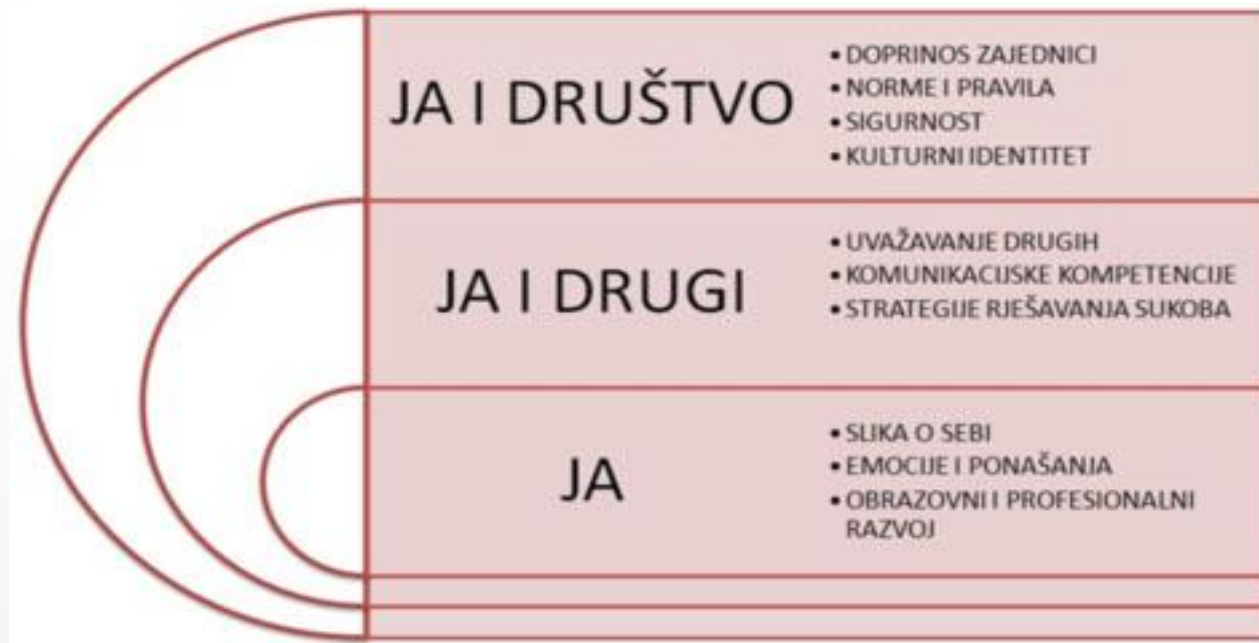 JA I DRUŠTVO
• DOPRINOS ZAJEDNICI
• NORME I PRAVILA
• SIGURNOST
• KULTURNI IDENTITET
JA I DRUGI
• UVAŽAVANJE DRUGIH
• KOMUNIKACIJSKE KOMPETENCIJE
• STRATEGIJE RJEŠAVANJA SUKOBA
JA
• SLIKA O SEBI
• EMOCIJE I PONAŠANJA
• OBRAZOVNI I PROFESIONALNI
RAZVOJ